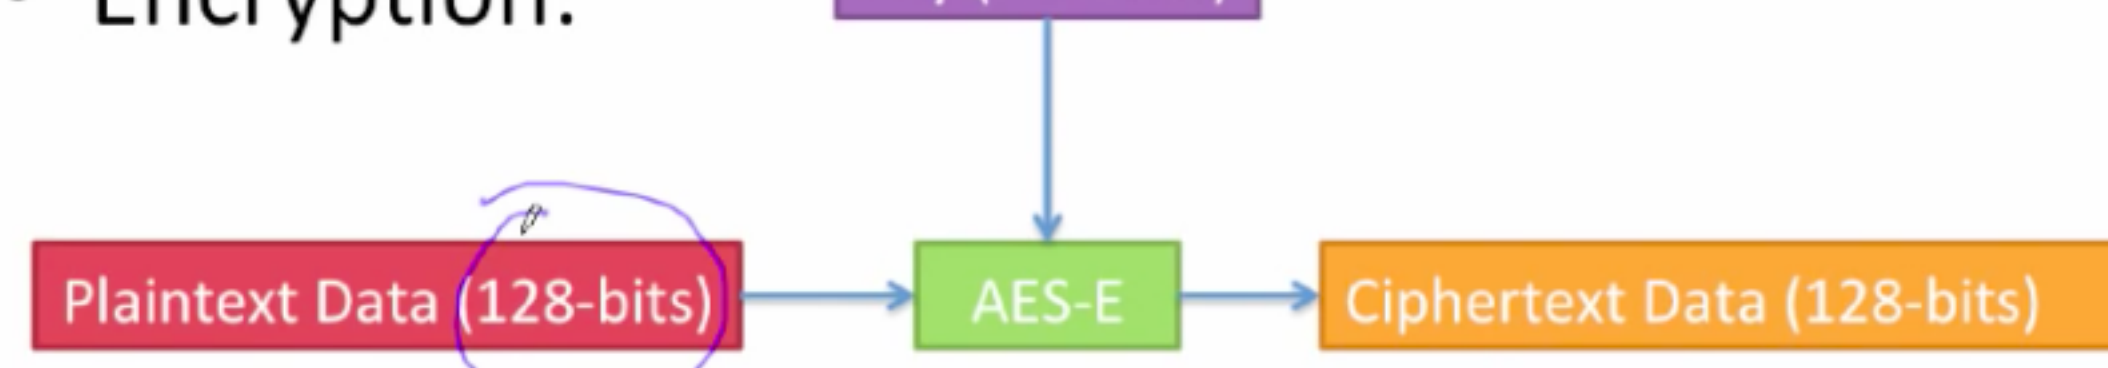 Encryption:
Plaintext Data (128-bits)
AES-E
Ciphertext Data (128-bits)